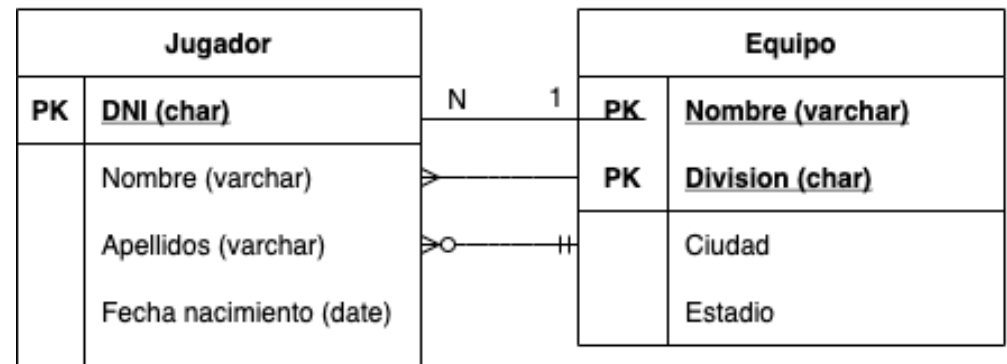 Jugador
PK DNI (char)
Nombre (varchar)
Apellidos (varchar)
Fecha nacimiento (date)
N 1
Equipo
PK Nombre (varchar)
PK Division (char)
Ciudad
Estadio